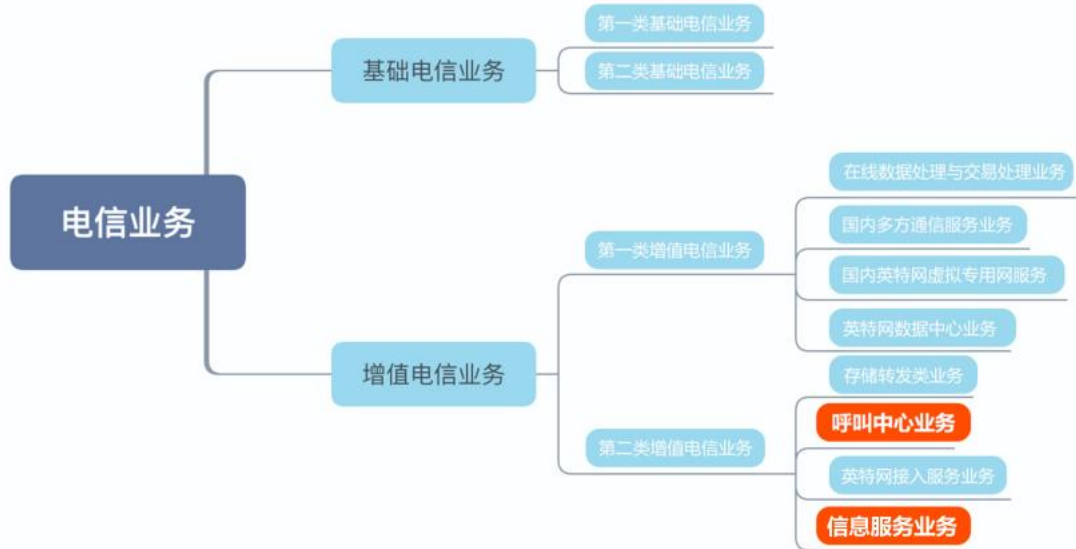 电信业务
基础电信业务
第一类基础电信业务
第二类基础电信业务
增值电信业务
第一类增值电信业务
在线数据处理与交易处理业务
国内多方通信服务业务
国内英特网虚拟专用网服务
英特网数据中心业务
第二类增值电信业务
存储转发类业务
呼叫中心业务
英特网接入服务业务
信息服务业务